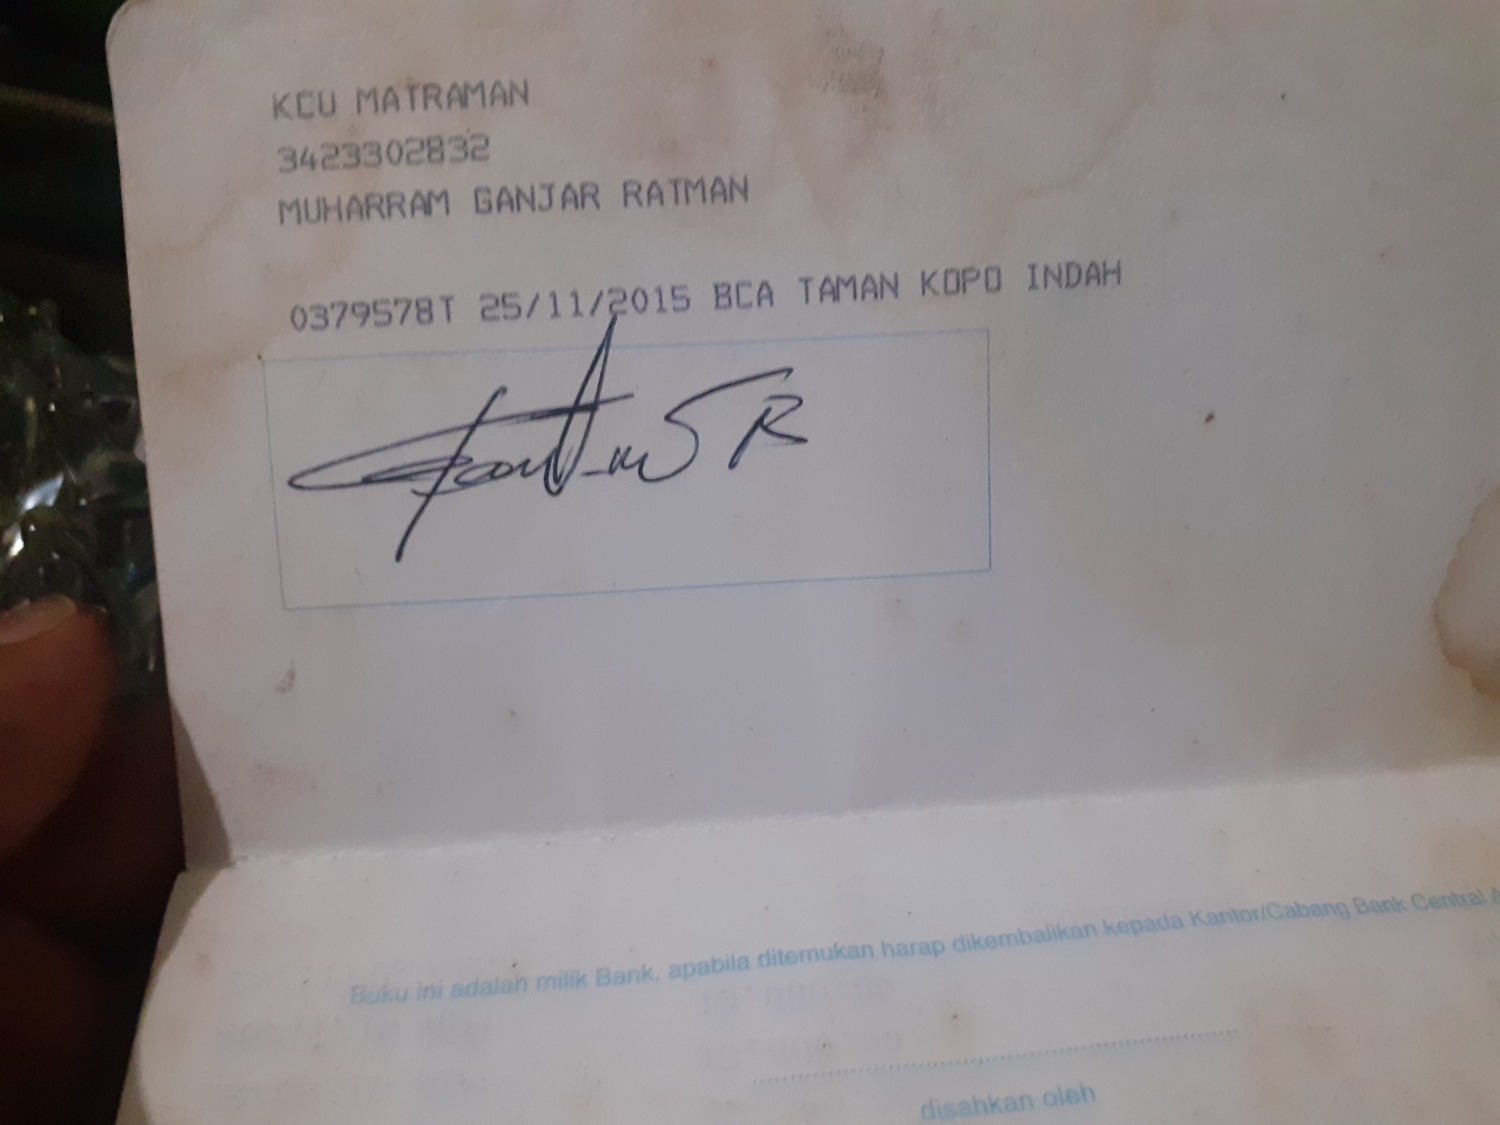 KCU MATRAMAN
3423302832
MUHARRAM GANJAR RATMAN
0379578T 25/11/2015 BCA TAMAN KOPO INDAH
Buku ini adalah milik Bank, apabila ditemukan harap dikembalikan kepada Kantor/Cabang Bank Central A
disahkan oleh